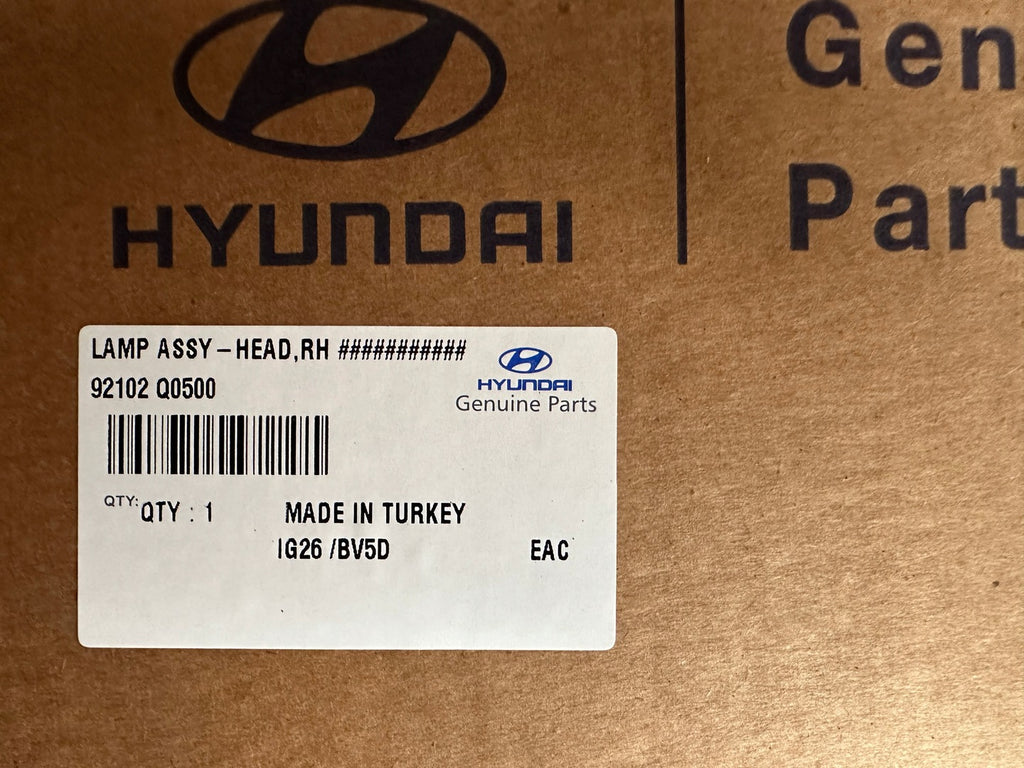 HYUNDAI
Gen
Part
LAMP ASSY-HEAD,RH ###########
92102 Q0500
HYUNDAI
Genuine Parts
QTY:
QTY : 1
MADE IN TURKEY
IG26 /BV5D
EAC